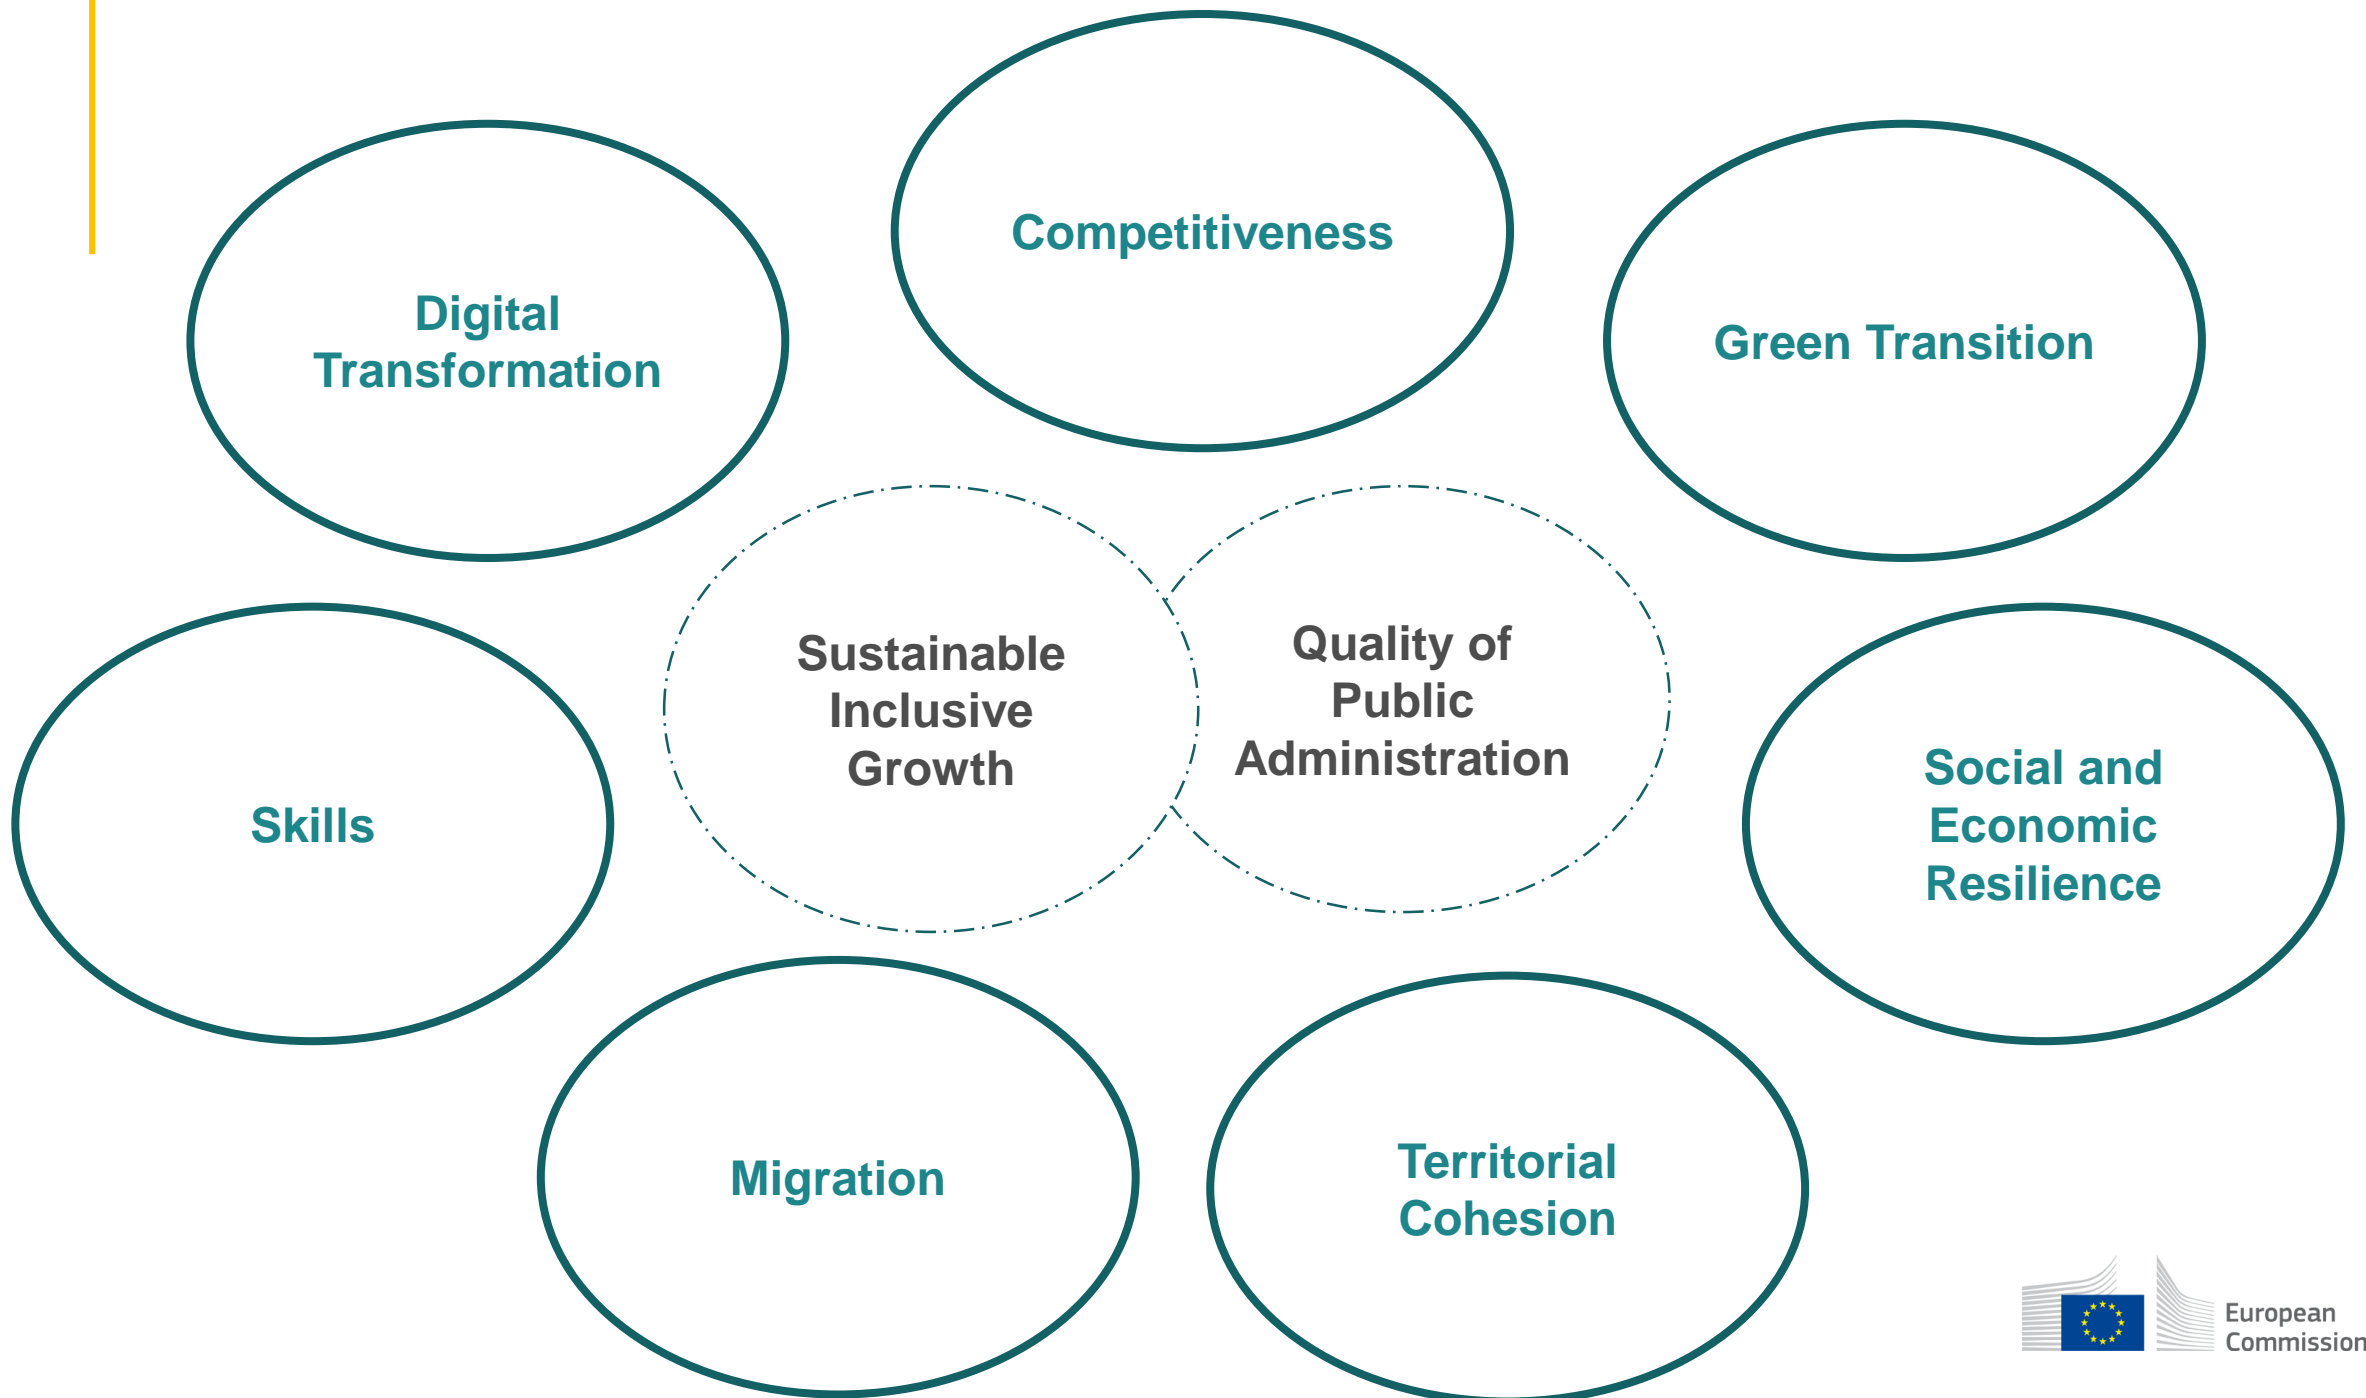 Competitiveness
Digital
Transformation
Green Transition
Sustainable
Inclusive
Growth
Quality of
Public
Administration
Skills
Social and
Economic
Resilience
Migration
Territorial
Cohesion
European
Commission